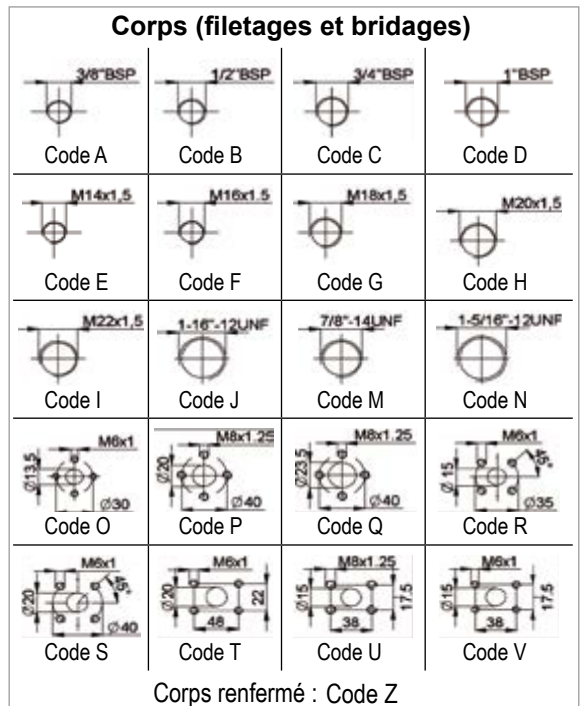 Corps (filetages et bridages)
3/8"BSP 1/2"BSP 3/4"BSP 1"BSP
Code A Code B Code C Code D
M14x1,5 M16x1.5 M18x1,5 M20x1,5
Code E Code F Code G Code H
M22x1,5 1-16"-12UNF 7/8"-14UNF 1-5/16"-12UNF
Code I Code J Code M Code N
M6x1 M8x1.25 M8x1.25 M6x1
Ø13,5 Ø20 Ø23,5 Ø15 45°
Ø30 Ø40 Ø40 Ø35
Code O Code P Code Q Code R
M6x1 M6x1 M8x1.25 M6x1
Ø20 45° Ø20 22 Ø15 17.5 Ø15 17.5
Ø40 48 38 38
Code S Code T Code U Code V
Corps renfermé : Code Z